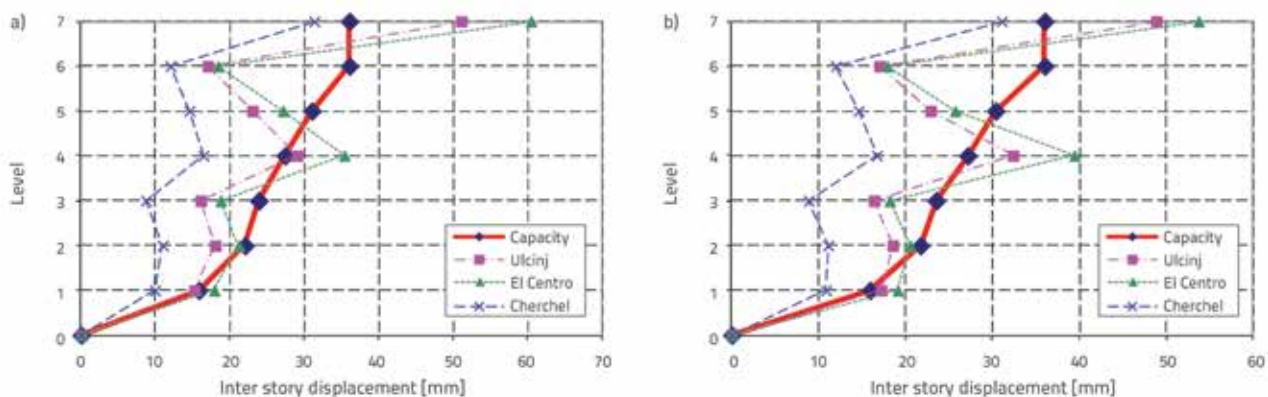 a)
7
6
5
4
3
2
1
0
Level
0 10 20 30 40 50 60 70
Inter story displacement [mm]
Capacity
Ulcinj
El Centro
Cherchel
b)
7
6
5
4
3
2
1
0
Level
0 10 20 30 40 50 60
Inter story displacement [mm]
Capacity
Ulcinj
El Centro
Cherchel